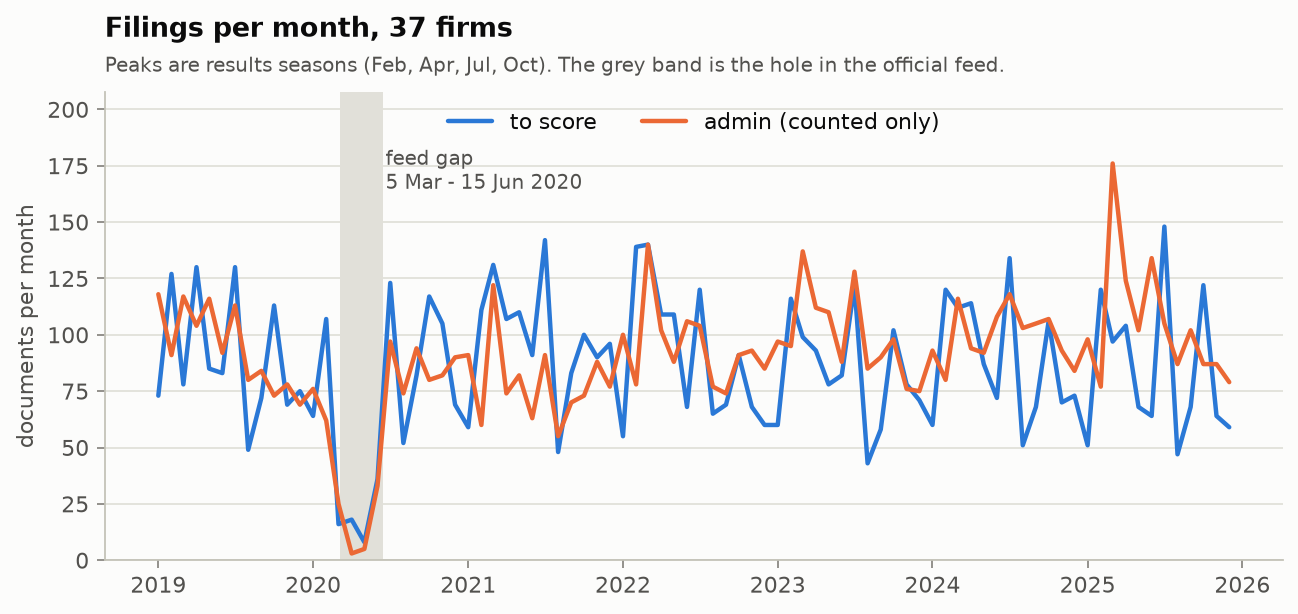 Filings per month, 37 firms
Peaks are results seasons (Feb, Apr, Jul, Oct). The grey band is the hole in the official feed.
to score
admin (counted only)
feed gap
5 Mar - 15 Jun 2020
documents per month
200
175
150
125
100
75
50
25
0
2019
2020
2021
2022
2023
2024
2025
2026